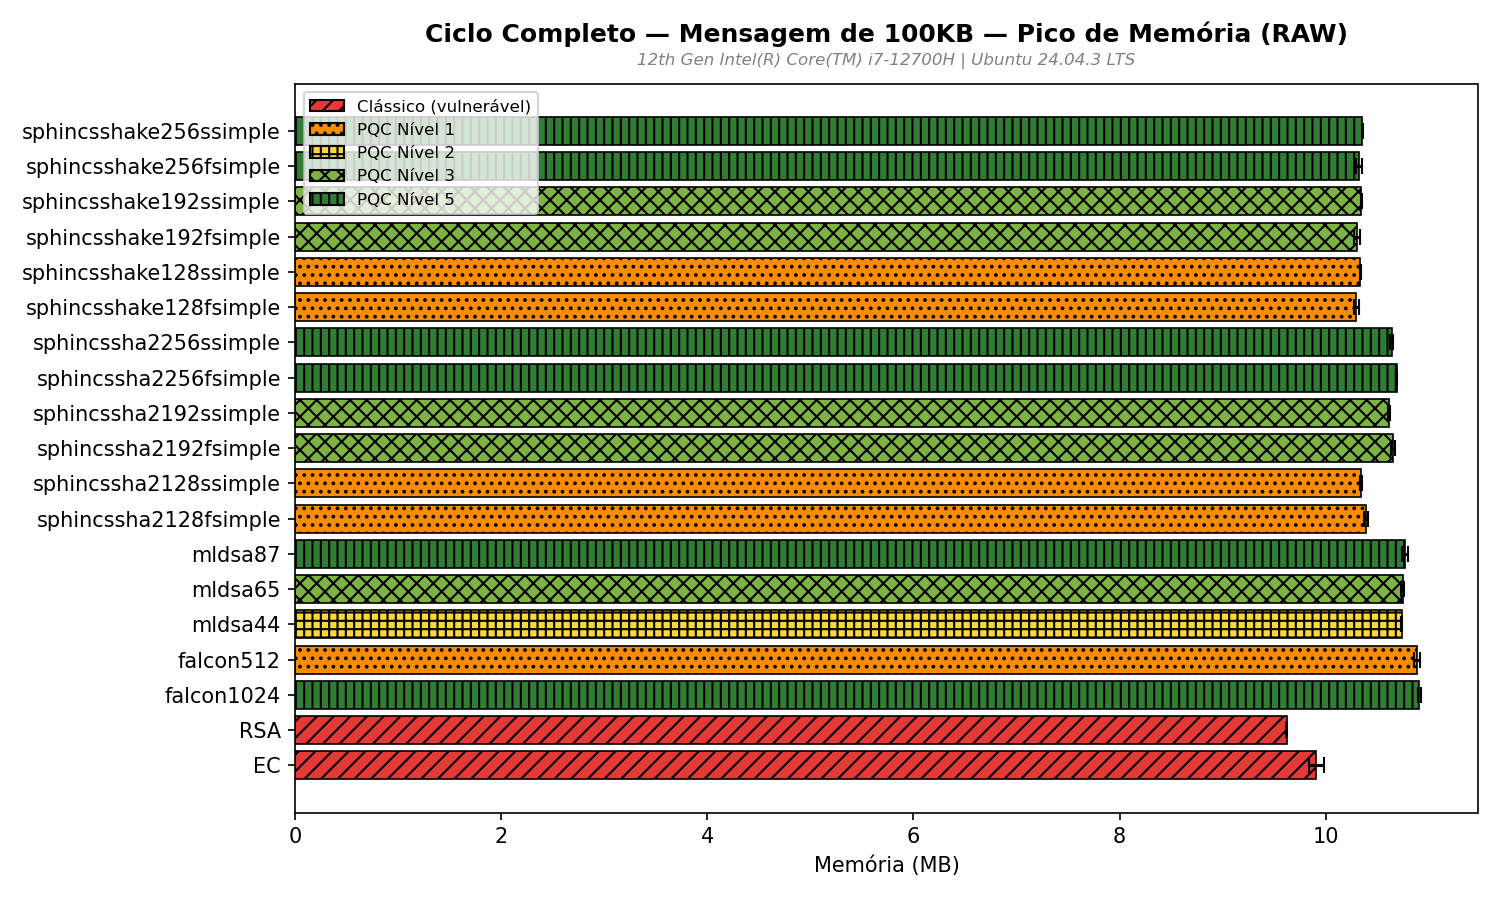 Ciclo Completo — Mensagem de 100KB — Pico de Memória (RAW)
12th Gen Intel(R) Core(TM) i7-12700H | Ubuntu 24.04.3 LTS
Clássico (vulnerável)
PQC Nível 1
PQC Nível 2
PQC Nível 3
PQC Nível 5
sphincsshake256ssimple
sphincsshake256fsimple
sphincsshake192ssimple
sphincsshake192fsimple
sphincsshake128ssimple
sphincsshake128fsimple
sphincssha2256ssimple
sphincssha2256fsimple
sphincssha2192ssimple
sphincssha2192fsimple
sphincssha2128ssimple
sphincssha2128fsimple
mldsa87
mldsa65
mldsa44
falcon512
falcon1024
RSA
EC
0 2 4 6 8 10
Memória (MB)